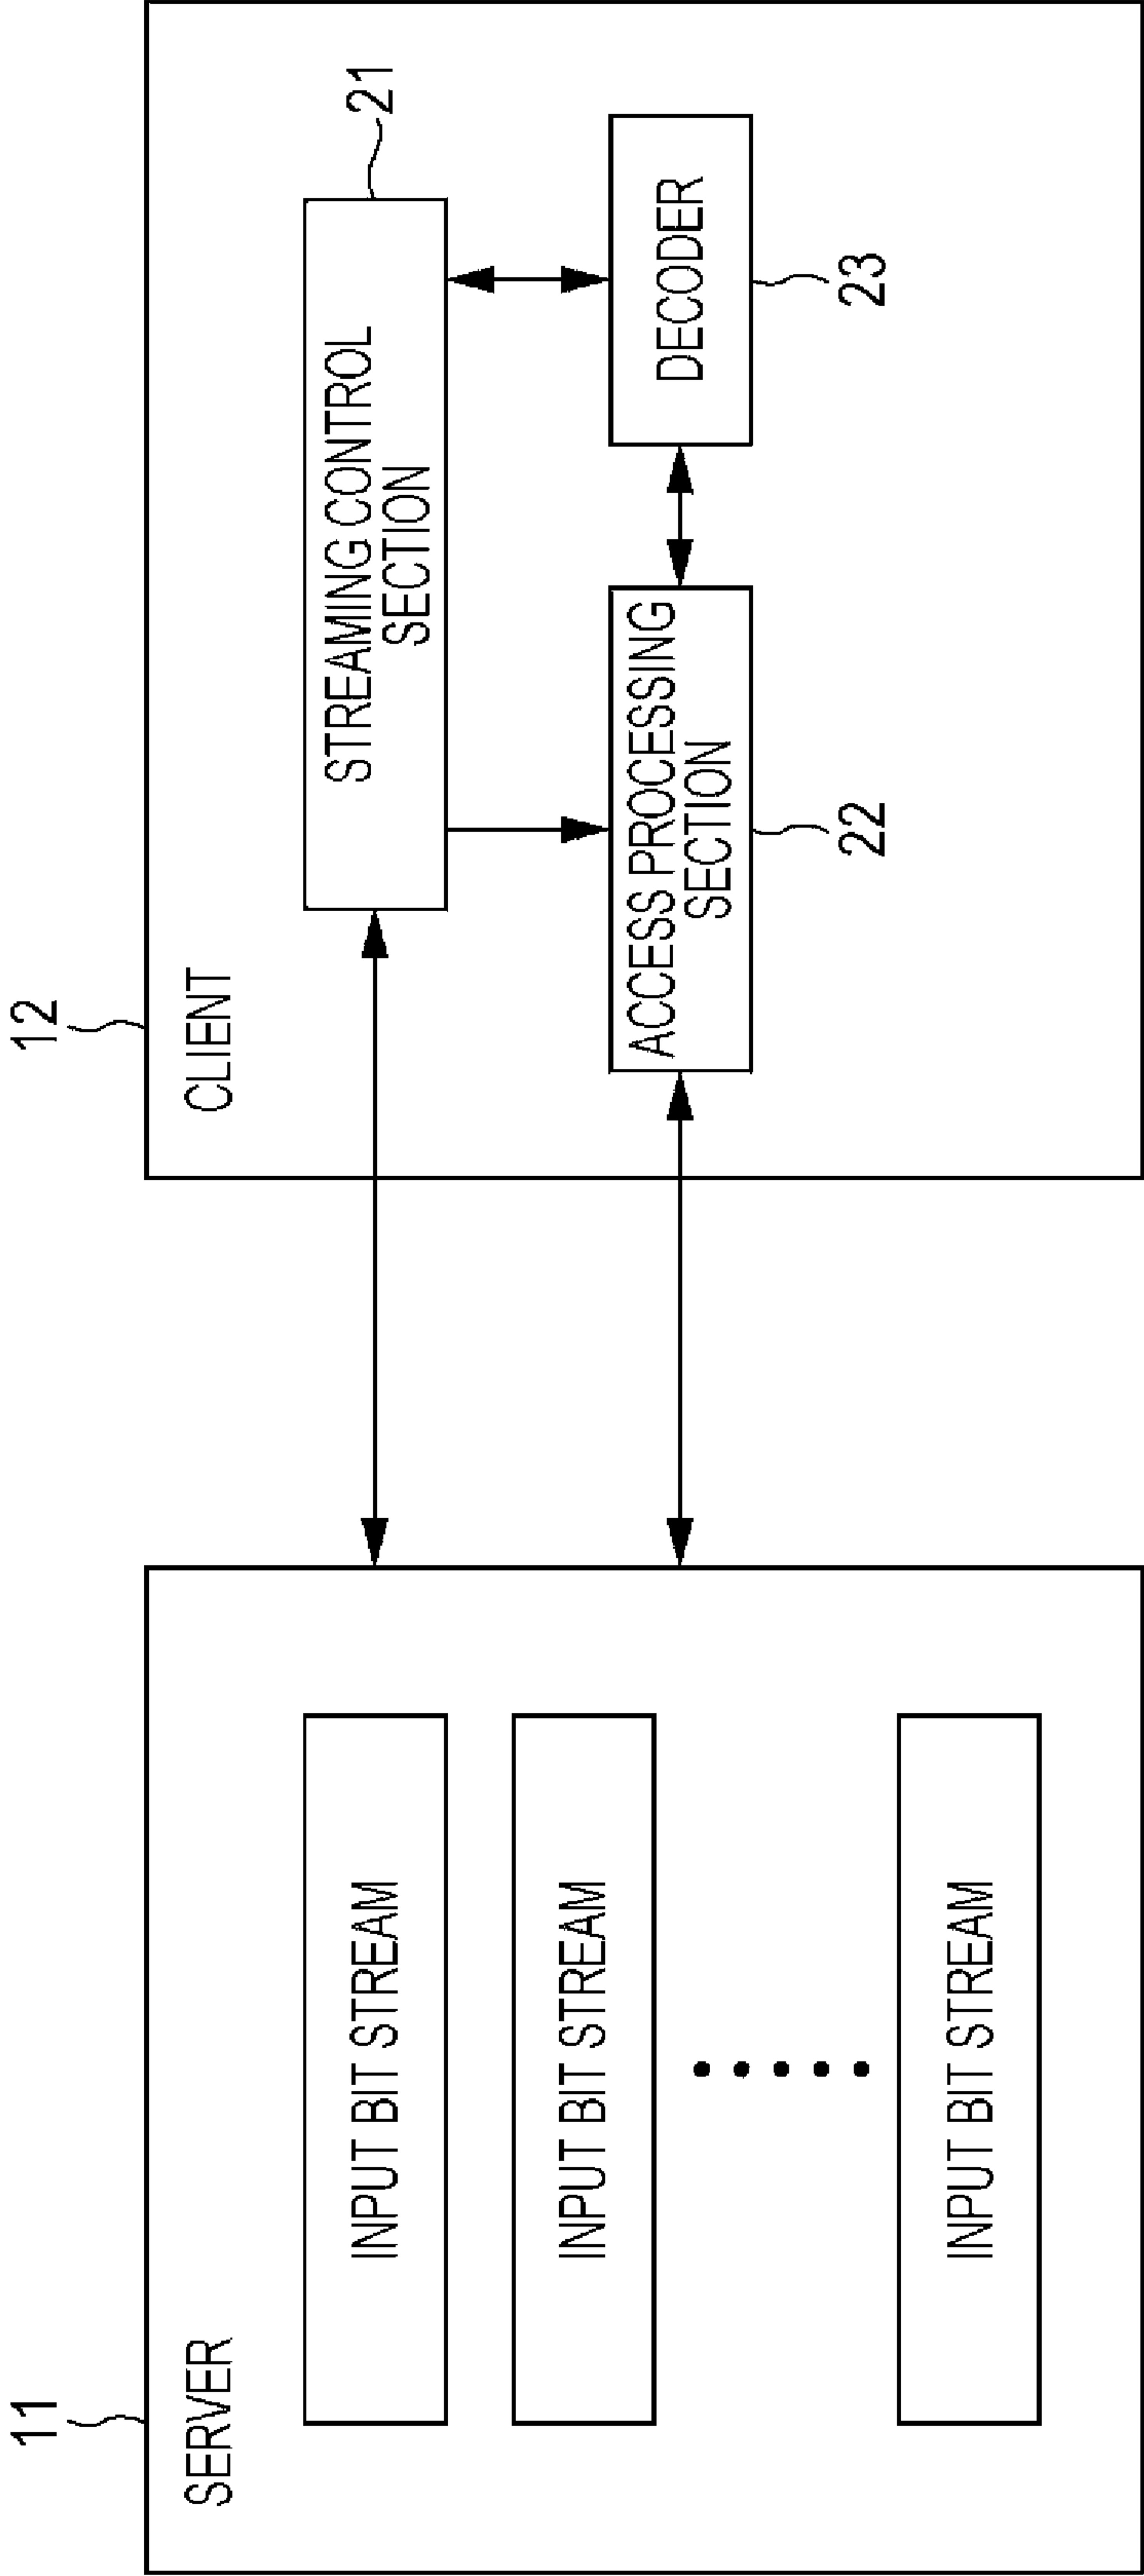 11
SERVER
INPUT BIT STREAM
INPUT BIT STREAM
INPUT BIT STREAM
12
CLIENT
STREAMING CONTROL
SECTION
21
ACCESS PROCESSING
SECTION
22
DECODER
23